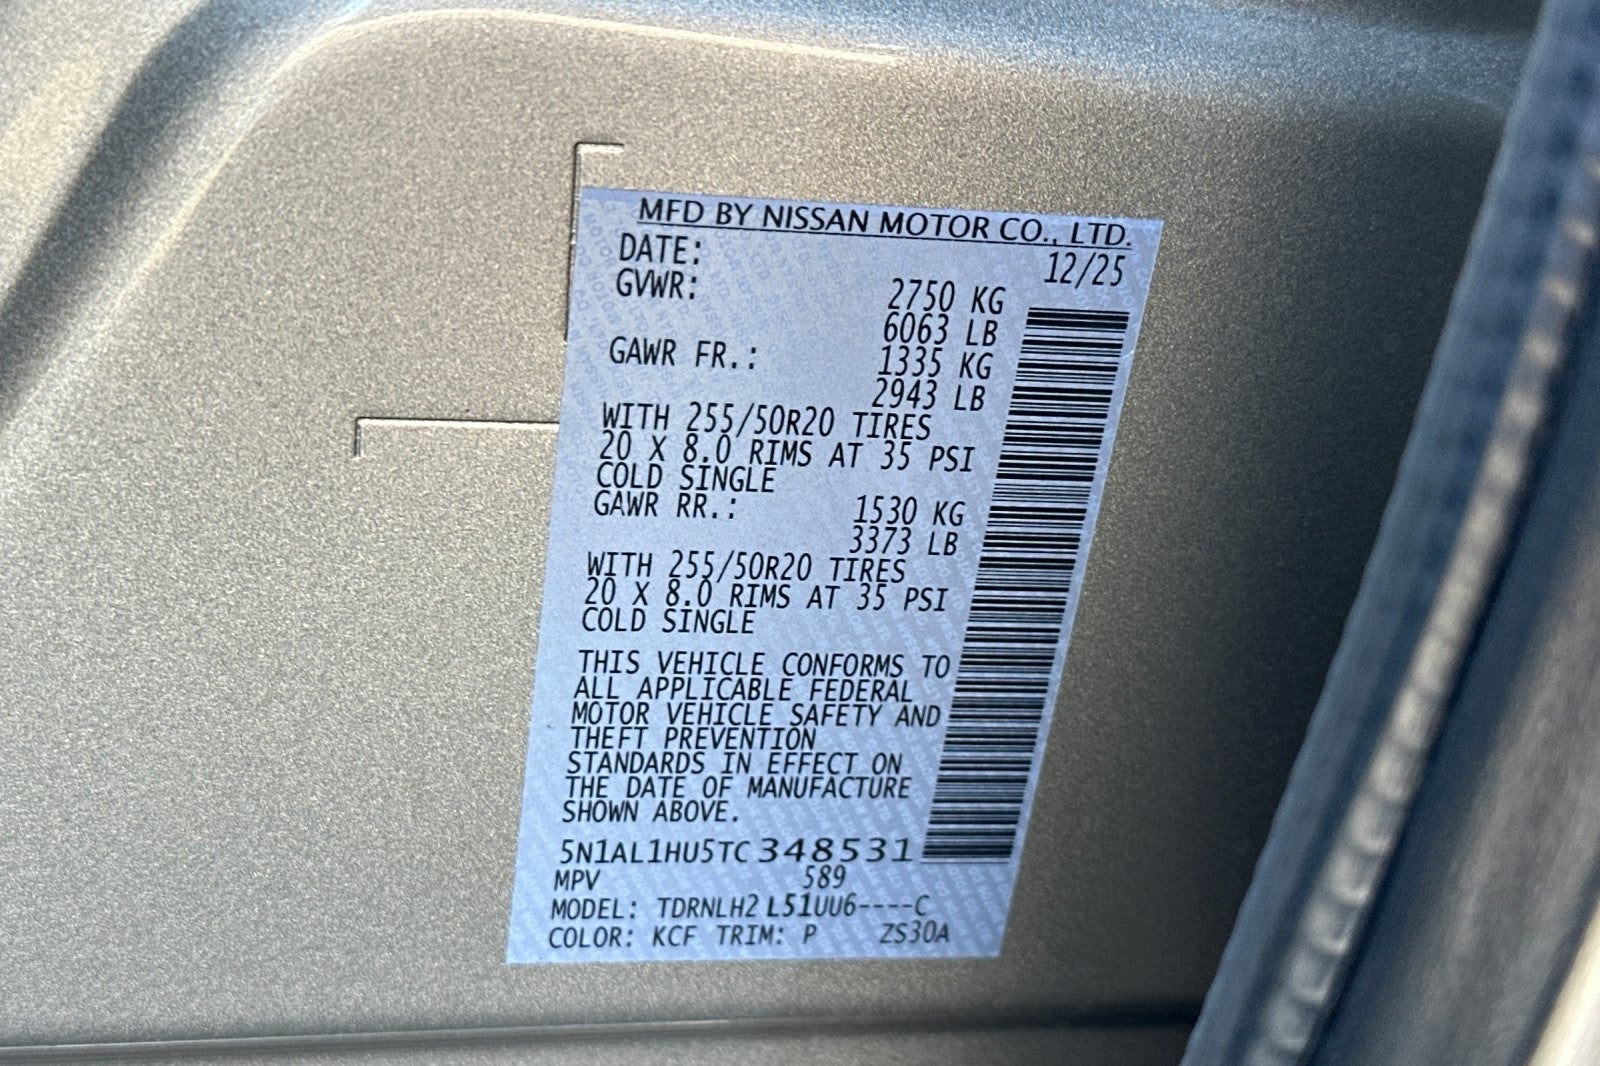 MFD BY NISSAN MOTOR CO., LTD.
DATE: 12/25
GVWR: 2750 KG
6063 LB
GAWR FR.: 1335 KG
2943 LB
WITH 255/50R20 TIRES
20 X 8.0 RIMS AT 35 PSI
COLD SINGLE
GAWR RR.: 1530 KG
3373 LB
WITH 255/50R20 TIRES
20 X 8.0 RIMS AT 35 PSI
COLD SINGLE
THIS VEHICLE CONFORMS TO
ALL APPLICABLE FEDERAL
MOTOR VEHICLE SAFETY AND
THEFT PREVENTION
STANDARDS IN EFFECT ON
THE DATE OF MANUFACTURE
SHOWN ABOVE.
5N1AL1HU5TC348531
MPV 589
MODEL: TDRNLH2 L51UU6----C
COLOR: KCF TRIM: P ZS30A